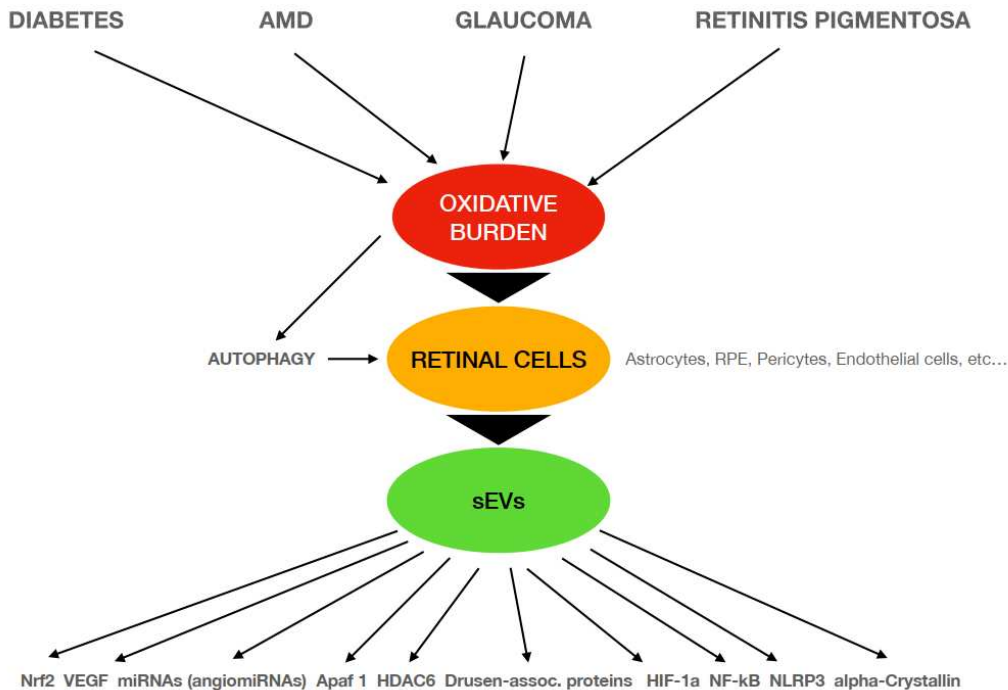 DIABETES AMD GLAUCOMA RETINITIS PIGMENTOSA
OXIDATIVE
BURDEN
AUTOPHAGY RETINAL CELLS Astrocytes, RPE, Pericytes, Endothelial cells, etc…
sEVs
Nrf2 VEGF miRNAs (angiomiRNAs) Apaf 1 HDAC6 Drusen-assoc. proteins HIF-1a NF-kB NLRP3 alpha-Crystallin